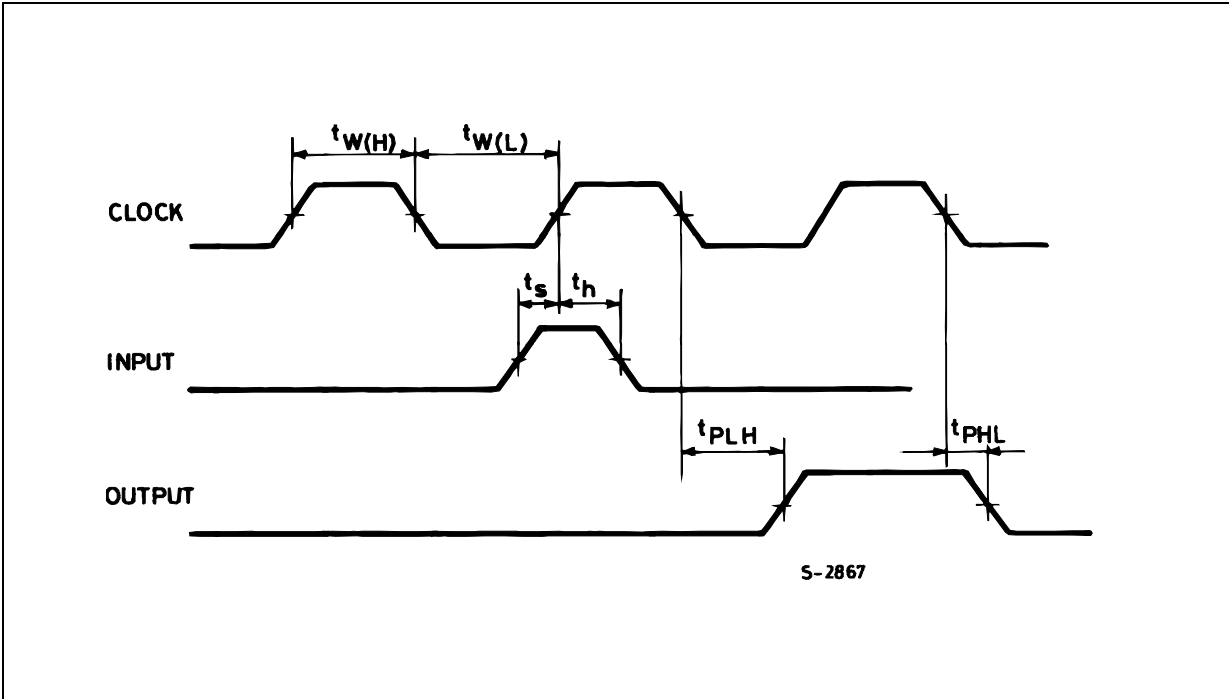 tW(H) tW(L)
CLOCK
ts th
INPUT
tPLH tPHL
OUTPUT
S-2867